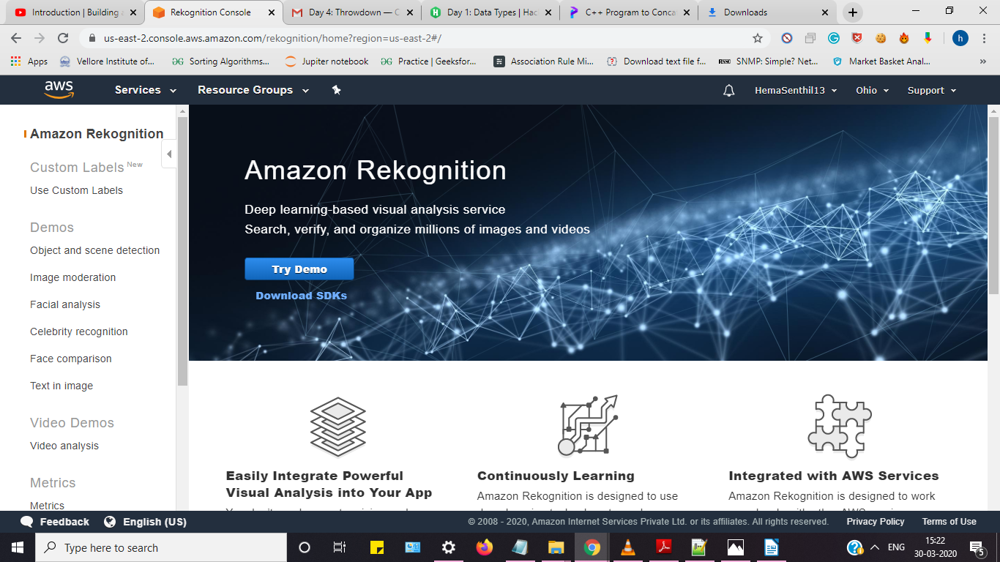 Introduction | Building a
Rekognition Console
Day 4: Throwdown — C
Day 1: Data Types | Hac
C++ Program to Conca
Downloads
us-east-2.console.aws.amazon.com/rekognition/home?region=us-east-2#/
h
Apps
Vellore Institute of...
Sorting Algorithms...
Jupiter notebook
Practice | Geeksfor...
Association Rule Mi...
Download text file f...
SNMP: Simple? Net...
Market Basket Anal...
»
aws
Services
Resource Groups
HemaSenthil13
Ohio
Support
Amazon Rekognition
Custom Labels New
Use Custom Labels
Demos
Object and scene detection
Image moderation
Facial analysis
Celebrity recognition
Face comparison
Text in image
Video Demos
Video analysis
Metrics
Metrics
Amazon Rekognition
Deep learning-based visual analysis service
Search, verify, and organize millions of images and videos
Try Demo
Download SDKs
Easily Integrate Powerful
Visual Analysis into Your App
Continuously Learning
Amazon Rekognition is designed to use
Integrated with AWS Services
Amazon Rekognition is designed to work
Feedback
English (US)
© 2008 - 2020, Amazon Internet Services Private Ltd. or its affiliates. All rights reserved.
Privacy Policy
Terms of Use
Type here to search
ENG
15:22
30-03-2020
5